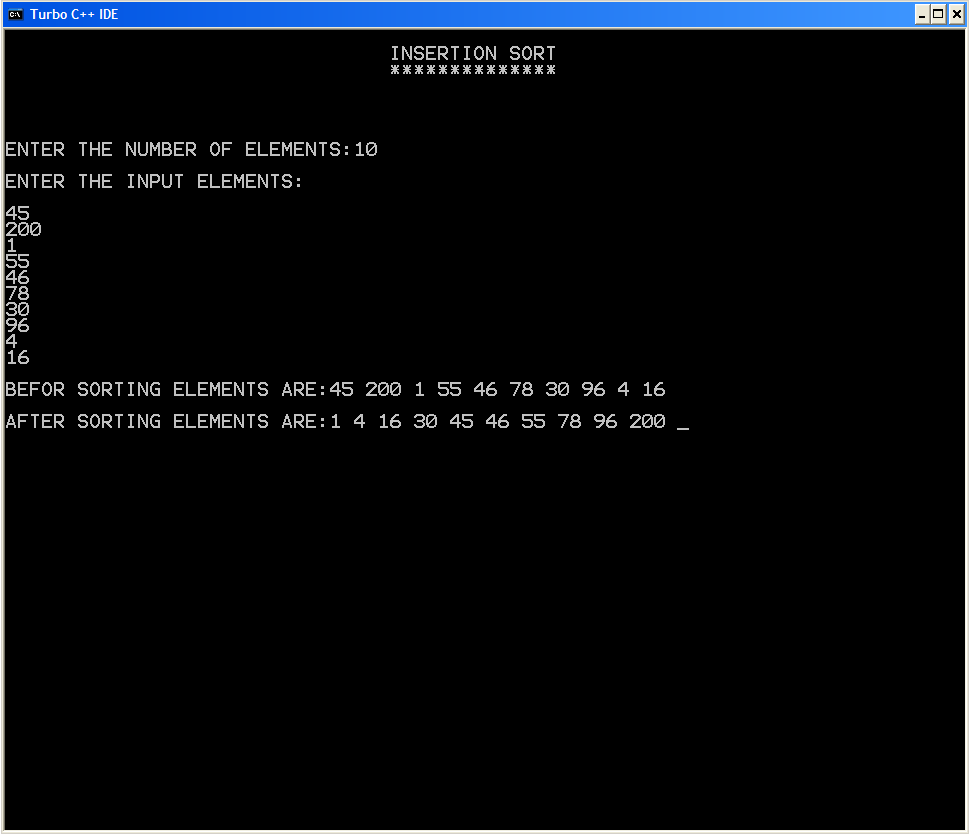 Turbo C++ IDE
INSERTION SORT
**************
ENTER THE NUMBER OF ELEMENTS:10
ENTER THE INPUT ELEMENTS:
45
200
1
55
46
78
30
96
4
16
BEFOR SORTING ELEMENTS ARE:45 200 1 55 46 78 30 96 4 16
AFTER SORTING ELEMENTS ARE:1 4 16 30 45 46 55 78 96 200 _